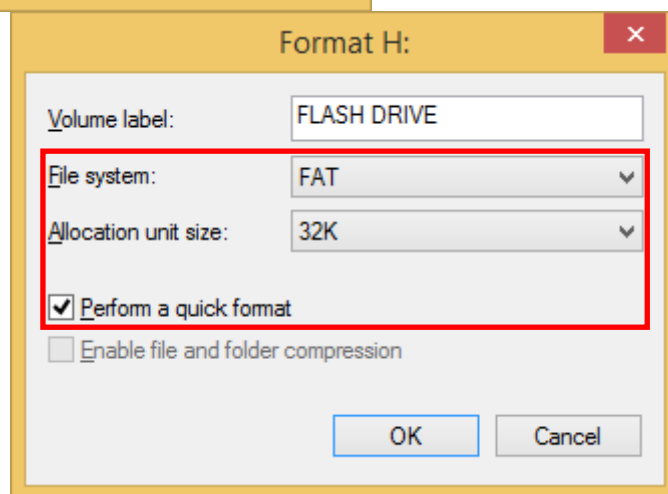 Format H:
Volume label: FLASH DRIVE
File system: FAT
Allocation unit size: 32K
Perform a quick format
Enable file and folder compression
OK Cancel